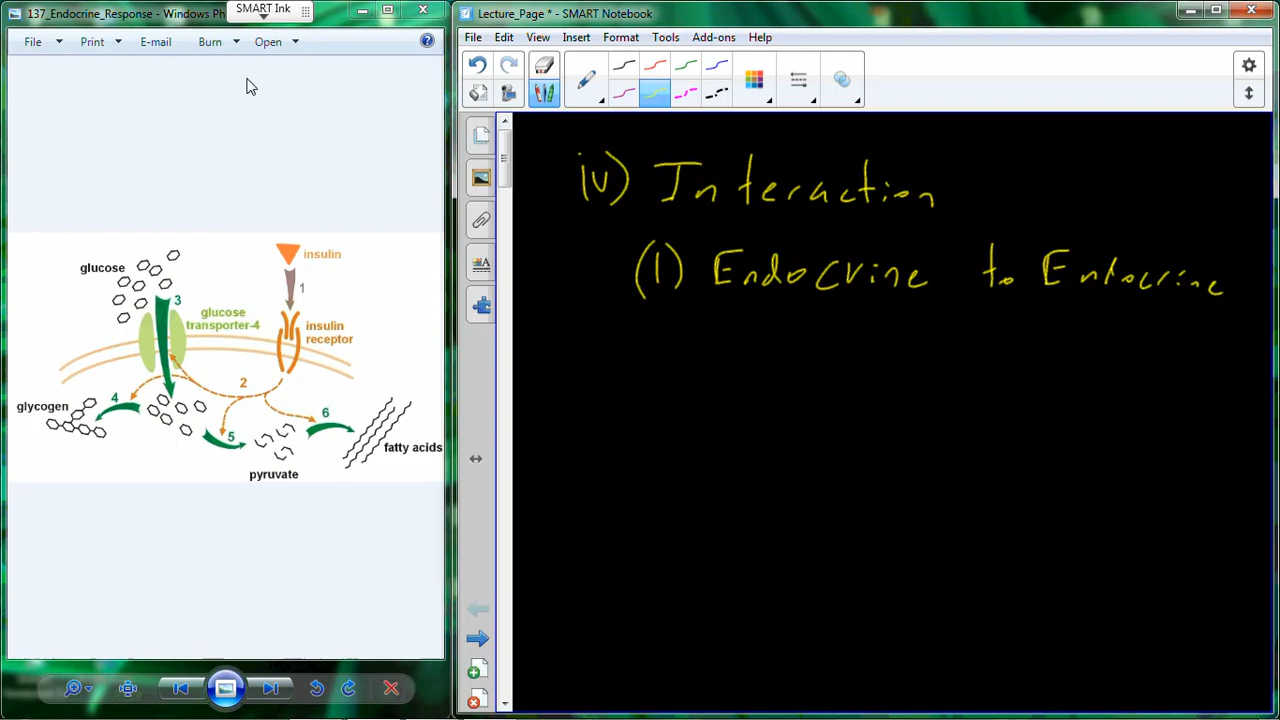 137_Endocrine_Response - Windows Ph
SMART Ink
File Print E-mail Burn Open
glucose
insulin
1
3
glucose
transporter-4
insulin
receptor
2
4
glycogen
5
6
fatty acids
pyruvate
Lecture_Page * - SMART Notebook
File Edit View Insert Format Tools Add-ons Help
iv) Interaction
(1) Endocrine to Endocrine